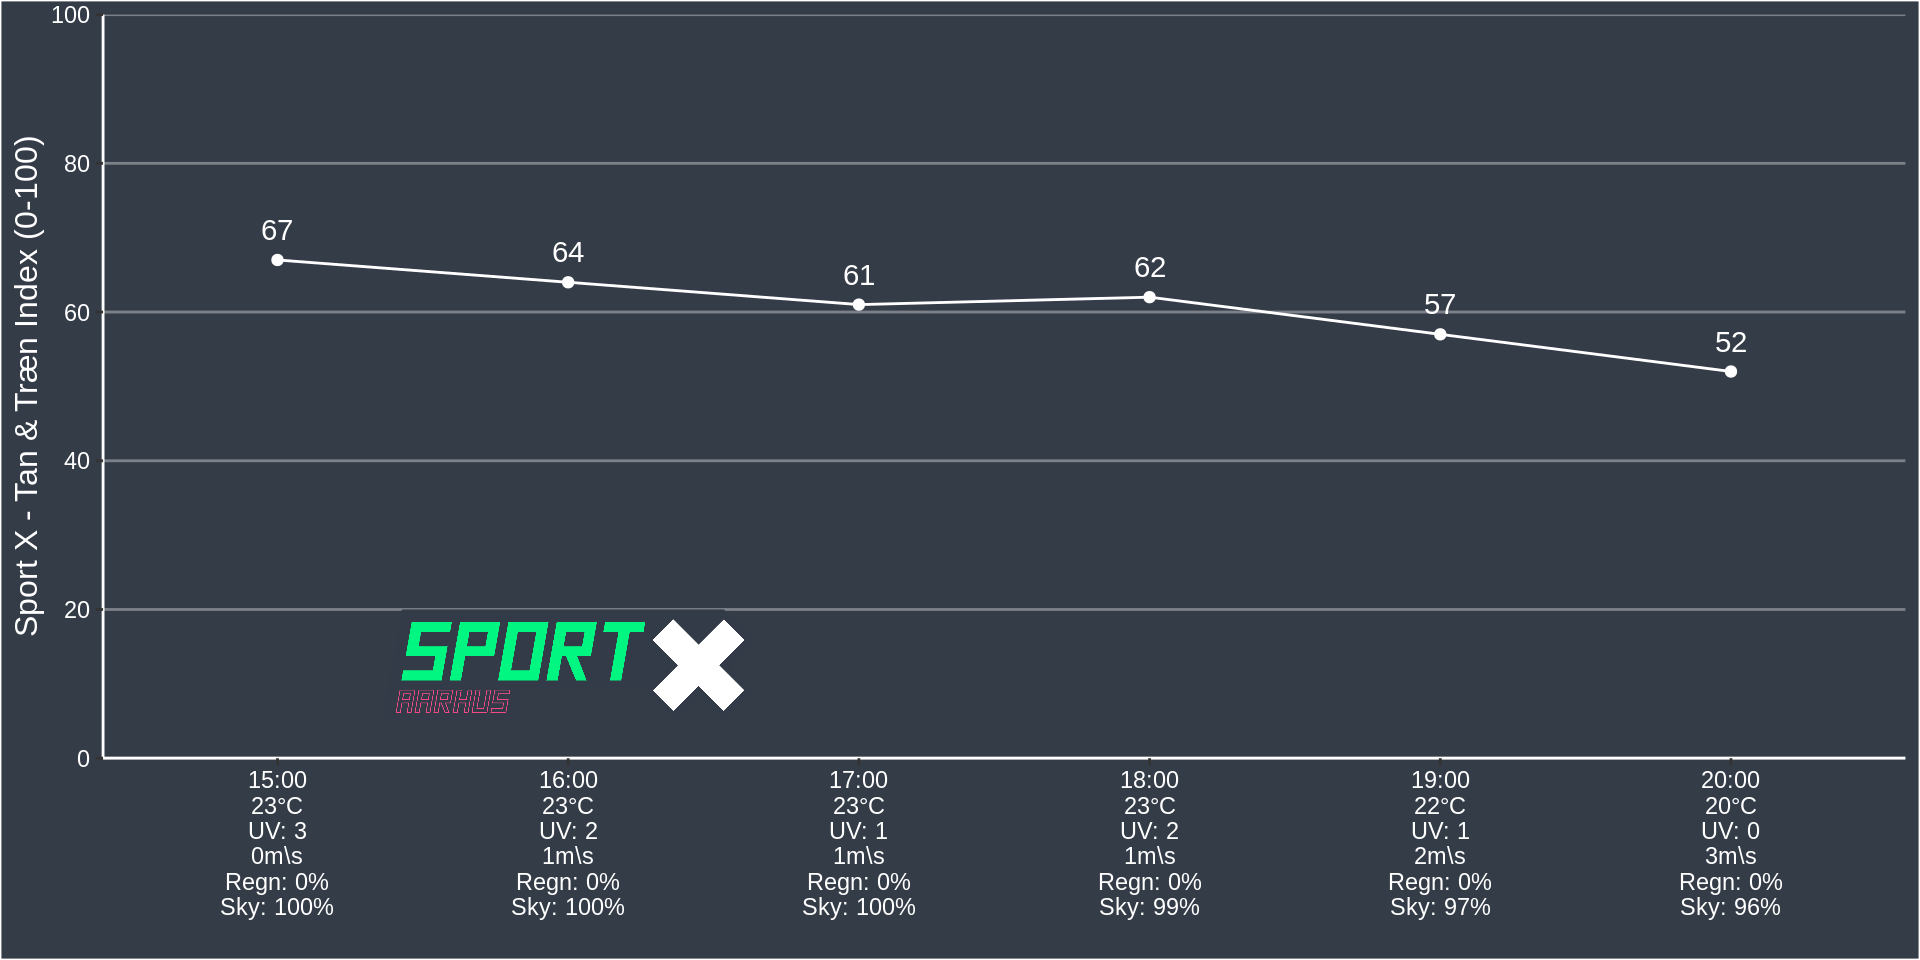 Sport X - Tan & Træn Index (0-100)
100
80
60
40
20
0
67
64
61
62
57
52
SPORT X
AARHUS
15:00
23°C
UV: 3
0m\s
Regn: 0%
Sky: 100%
16:00
23°C
UV: 2
1m\s
Regn: 0%
Sky: 100%
17:00
23°C
UV: 1
1m\s
Regn: 0%
Sky: 100%
18:00
23°C
UV: 2
1m\s
Regn: 0%
Sky: 99%
19:00
22°C
UV: 1
2m\s
Regn: 0%
Sky: 97%
20:00
20°C
UV: 0
3m\s
Regn: 0%
Sky: 96%